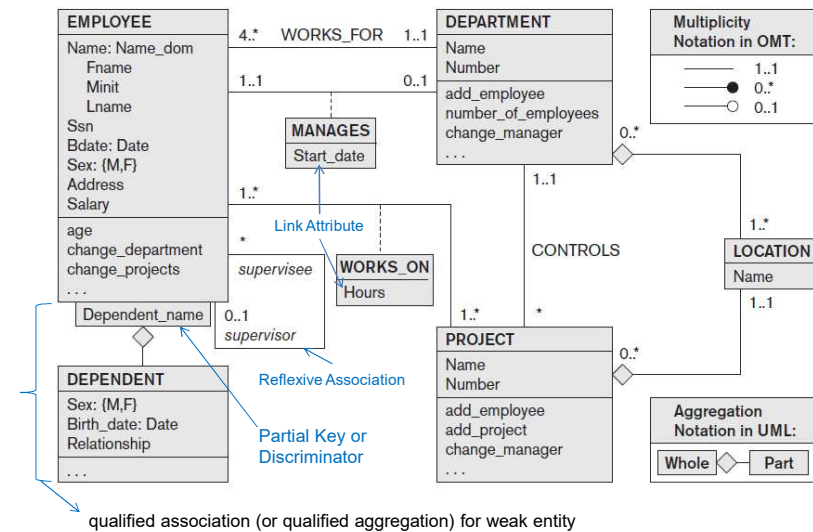 EMPLOYEE
Name: Name_dom
Fname
Minit
Lname
Ssn
Bdate: Date
Sex: {M,F}
Address
Salary
age
change_department
change_projects
. . .
Dependent_name
DEPENDENT
Sex: {M,F}
Birth_date: Date
Relationship
. . .
4..* WORKS_FOR 1..1
1..1 0..1
MANAGES
Start_date
1..*
Link Attribute
*
supervisee
0..1
supervisor
WORKS_ON
Hours
Reflexive Association
Partial Key or
Discriminator
DEPARTMENT
Name
Number
add_employee
number_of_employees
change_manager
. . .
0..*
1..1
CONTROLS
1..* *
PROJECT
Name
Number
add_employee
add_project
change_manager
. . .
0..*
Multiplicity
Notation in OMT:
1..1
0..*
0..1
1..*
LOCATION
Name
1..1
Aggregation
Notation in UML:
Whole Part
qualified association (or qualified aggregation) for weak entity